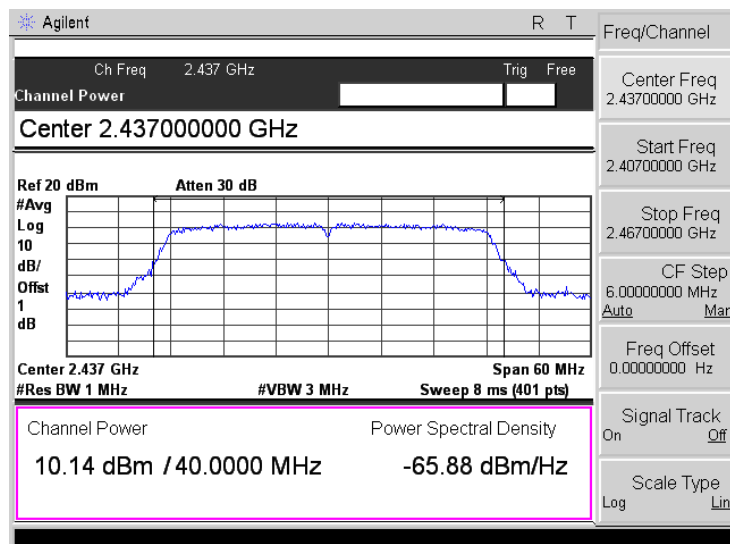 Agilent R T
Ch Freq 2.437 GHz Trig Free
Channel Power
Center 2.437000000 GHz
Ref 20 dBm Atten 30 dB
#Avg
Log
10
dB/
Offst
1
dB
Center 2.437 GHz Span 60 MHz
#Res BW 1 MHz #VBW 3 MHz Sweep 8 ms (401 pts)
Channel Power Power Spectral Density
10.14 dBm / 40.0000 MHz -65.88 dBm/Hz
Freq/Channel
Center Freq
2.43700000 GHz
Start Freq
2.40700000 GHz
Stop Freq
2.46700000 GHz
CF Step
6.00000000 MHz
Auto Man
Freq Offset
0.00000000 Hz
Signal Track
On Off
Scale Type
Log Lin